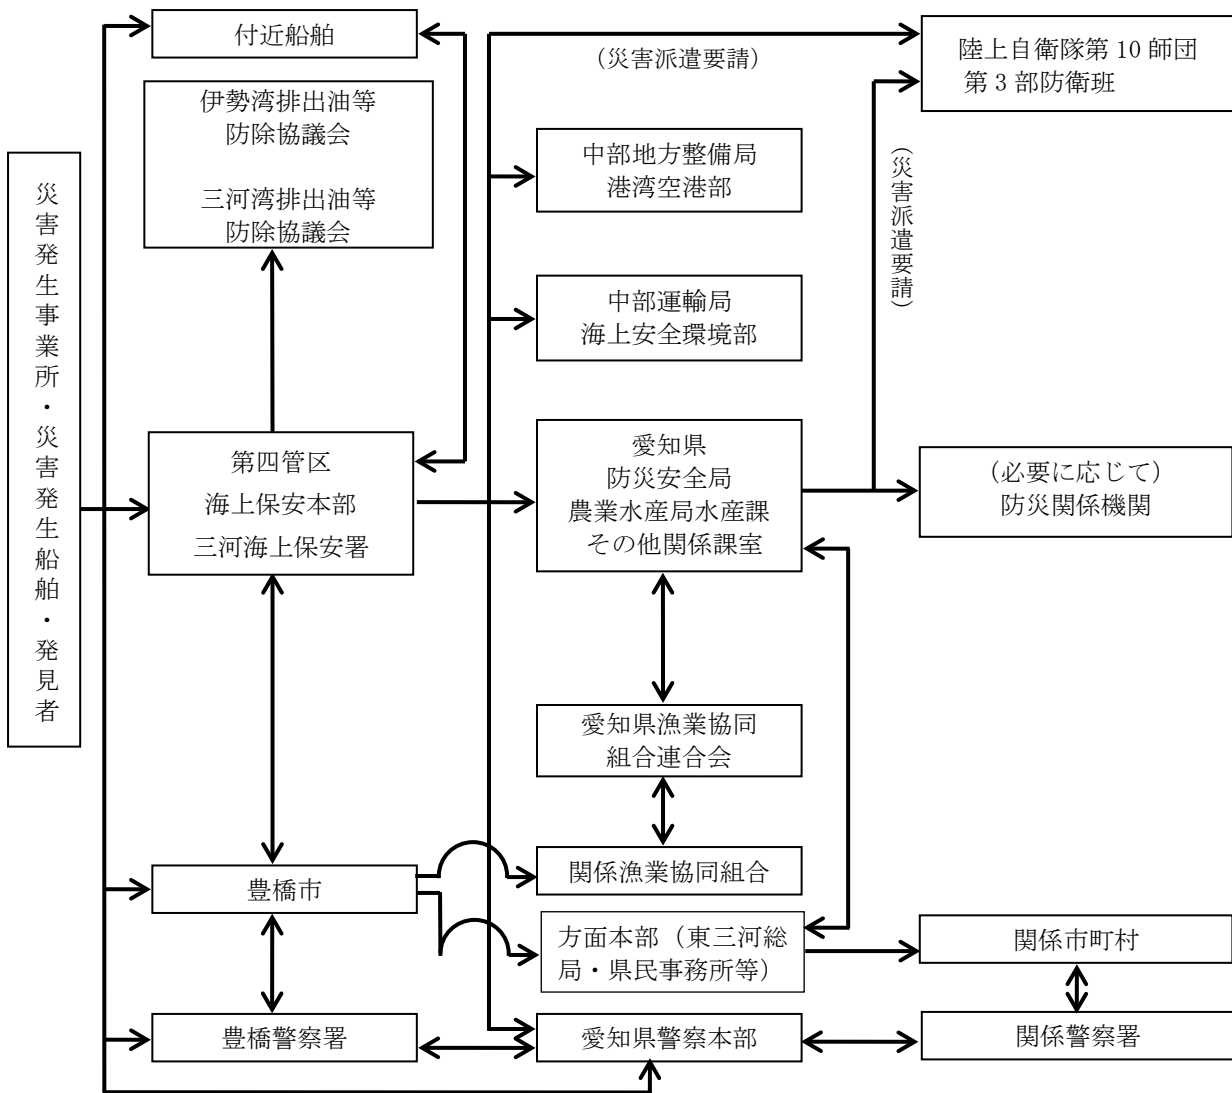 災害発生事業所・災害発生船舶・発見者
付近船舶
伊勢湾排出油等
防除協議会
三河湾排出油等
防除協議会
第四管区
海上保安本部
三河海上保安署
豊橋市
豊橋警察署
(災害派遣要請)
中部地方整備局
港湾空港部
中部運輸局
海上安全環境部
愛知県
防災安全局
農業水産局水産課
その他関係課室
愛知県漁業協同
組合連合会
関係漁業協同組合
方面本部（東三河総
局・県民事務所等）
愛知県警察本部
陸上自衛隊第 10 師団
第 3 部防衛班
(災害派遣要請)
（必要に応じて）
防災関係機関
関係市町村
関係警察署